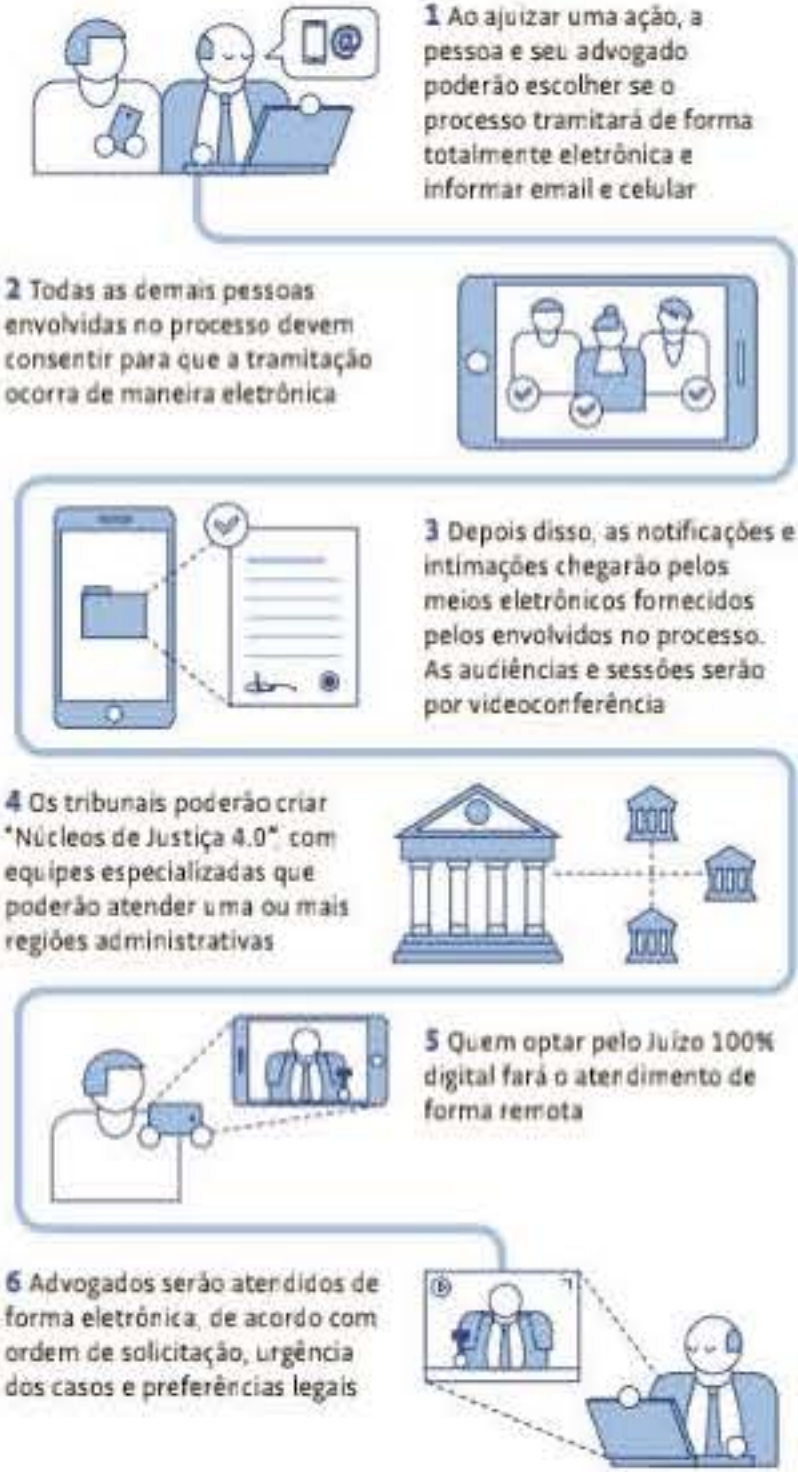 1 Ao ajuizar uma ação, a
pessoa e seu advogado
poderão escolher se o
processo tramitará de forma
totalmente eletrônica e
informar email e celular
@
2 Todas as demais pessoas
envolvidas no processo devem
consentir para que a tramitação
ocorra de maneira eletrônica
3 Depois disso, as notificações e
intimações chegarão pelos
meios eletrônicos fornecidos
pelos envolvidos no processo.
As audiências e sessões serão
por videoconferência
4 Os tribunais poderão criar
"Núcleos de Justiça 4.0", com
equipes especializadas que
poderão atender uma ou mais
regiões administrativas
5 Quem optar pelo Juízo 100%
digital fará o atendimento de
forma remota
6 Advogados serão atendidos de
forma eletrônica, de acordo com
ordem de solicitação, urgência
dos casos e preferências legais